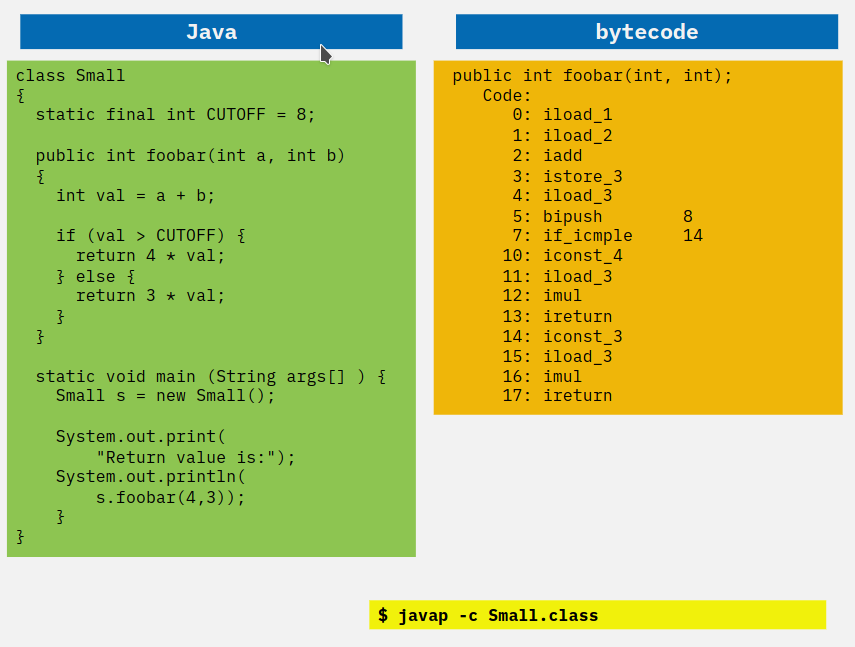 Java
class Small
{
  static final int CUTOFF = 8;

  public int foobar(int a, int b)
  {
    int val = a + b;

    if (val > CUTOFF) {
      return 4 * val;
    } else {
      return 3 * val;
    }
  }

  static void main (String args[] ) {
    Small s = new Small();

    System.out.print(
        "Return value is:");
    System.out.println(
        s.foobar(4,3));
    }
}
bytecode
public int foobar(int, int);
   Code:
      0: iload_1
      1: iload_2
      2: iadd
      3: istore_3
      4: iload_3
      5: bipush        8
      7: if_icmple     14
     10: iconst_4
     11: iload_3
     12: imul
     13: ireturn
     14: iconst_3
     15: iload_3
     16: imul
     17: ireturn
$ javap -c Small.class